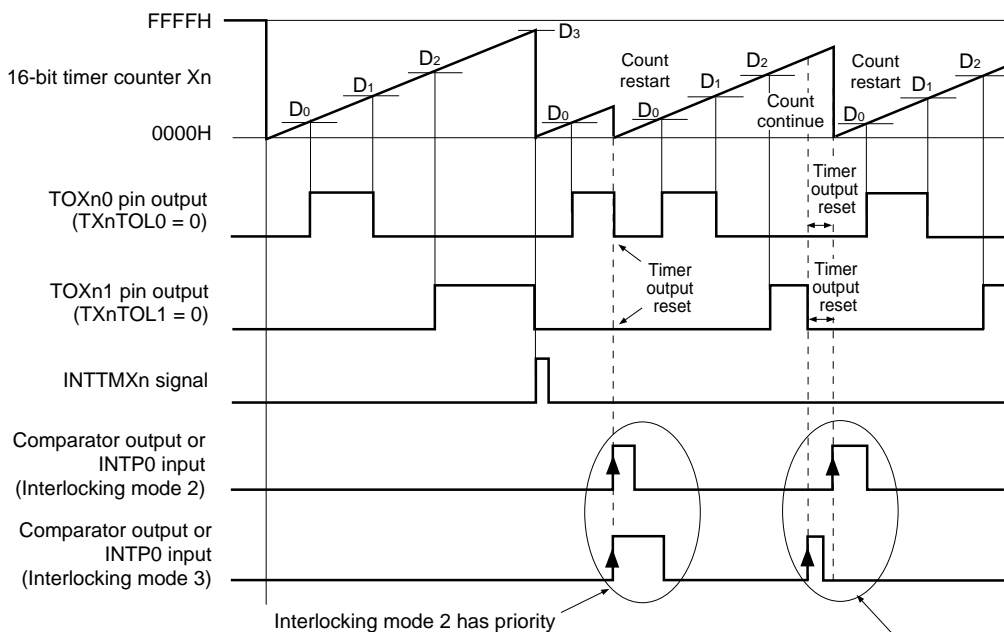 FFFFH
16-bit timer counter Xn
0000H
D0
D1
D2
D3
D0
Count
restart
D0
D1
D2
Count
continue
Count
restart
D0
D1
D2
TOXn0 pin output
(TXnTOL0 = 0)
Timer
output
reset
TOXn1 pin output
(TXnTOL1 = 0)
Timer
output
reset
Timer
output
reset
INTTMXn signal
Comparator output or
INTP0 input
(Interlocking mode 2)
Comparator output or
INTP0 input
(Interlocking mode 3)
Interlocking mode 2 has priority